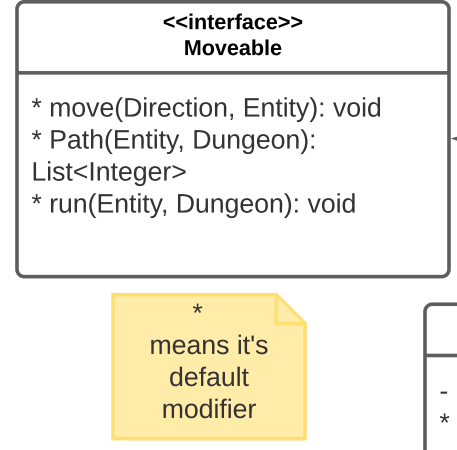 <<interface>>
Moveable
* move(Direction, Entity): void
* Path(Entity, Dungeon):
List<Integer>
* run(Entity, Dungeon): void
*
means it's
default
modifier
-
*